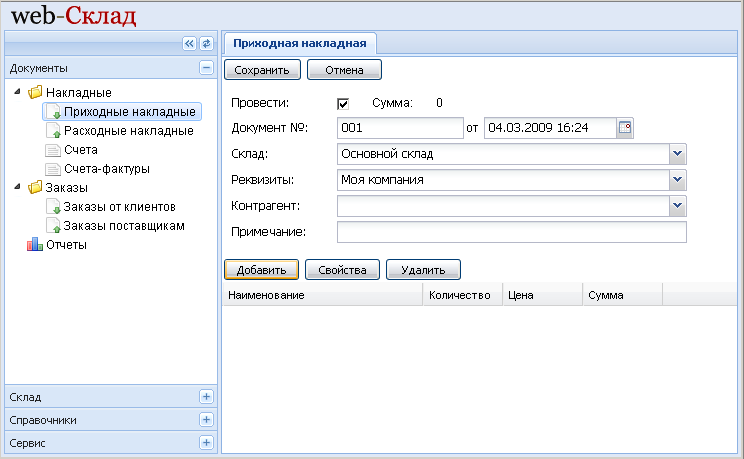 web-Склад
Документы
Накладные
Приходные накладные
Расходные накладные
Счета
Счета-фактуры
Заказы
Заказы от клиентов
Заказы поставщикам
Отчеты
Склад
Справочники
Сервис
Приходная накладная
Сохранить Отмена
Провести: Сумма: 0
Документ №: 001 от 04.03.2009 16:24
Склад: Основной склад
Реквизиты: Моя компания
Контрагент:
Примечание:
Добавить Свойства Удалить
Наименование Количество Цена Сумма